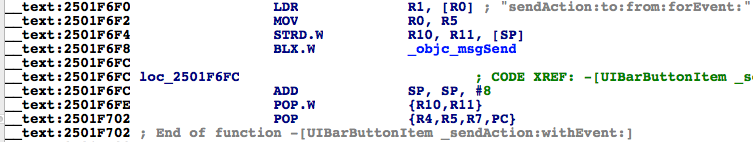 __text:2501F6F0 LDR R1, [R0] ; "sendAction:to:from:forEvent:"
__text:2501F6F2 MOV R0, R5
__text:2501F6F4 STRD.W R10, R11, [SP]
__text:2501F6F8 BLX.W _objc_msgSend
__text:2501F6FC
__text:2501F6FC loc_2501F6FC ; CODE XREF: -[UIBarButtonItem _s
__text:2501F6FC ADD SP, SP, #8
__text:2501F6FE POP.W {R10,R11}
__text:2501F702 POP {R4,R5,R7,PC}
__text:2501F702 ; End of function -[UIBarButtonItem _sendAction:withEvent:]